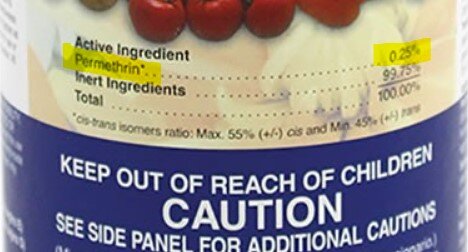 Active Ingredient
Permethrin*. 0.25%
Inert Ingredients 99.75%
Total 100.00%
*cis-trans isomers ratio: Max. 55% (+/-) cis and Min. 45% (+/-) trans
KEEP OUT OF REACH OF CHILDREN
CAUTION
SEE SIDE PANEL FOR ADDITIONAL CAUTIONS